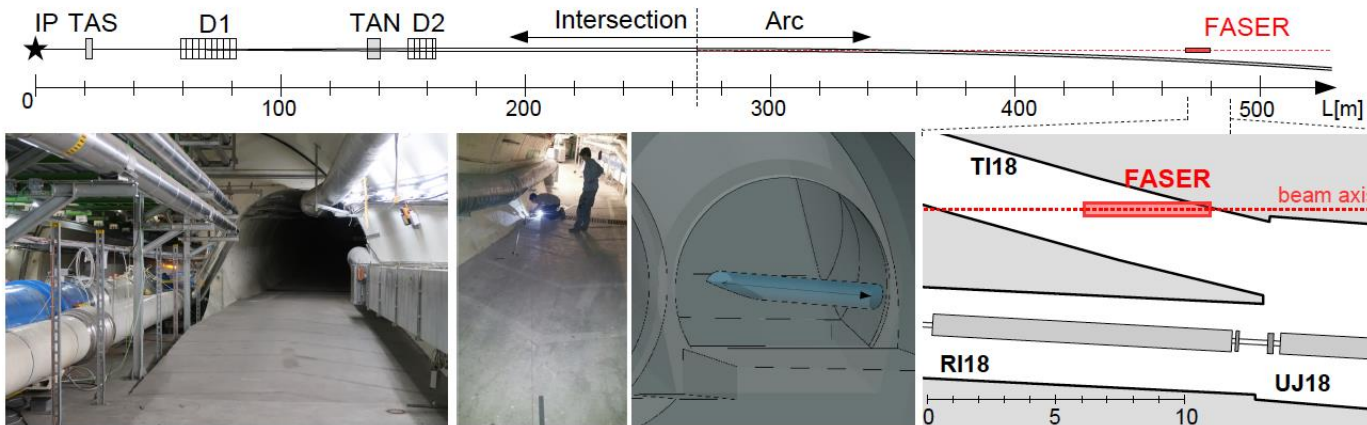 IP TAS D1 TAN D2 Intersection Arc FASER
0 100 200 300 400 500 L[m]
TI18
FASER
beam axis
RI18
UJ18
0 5 10